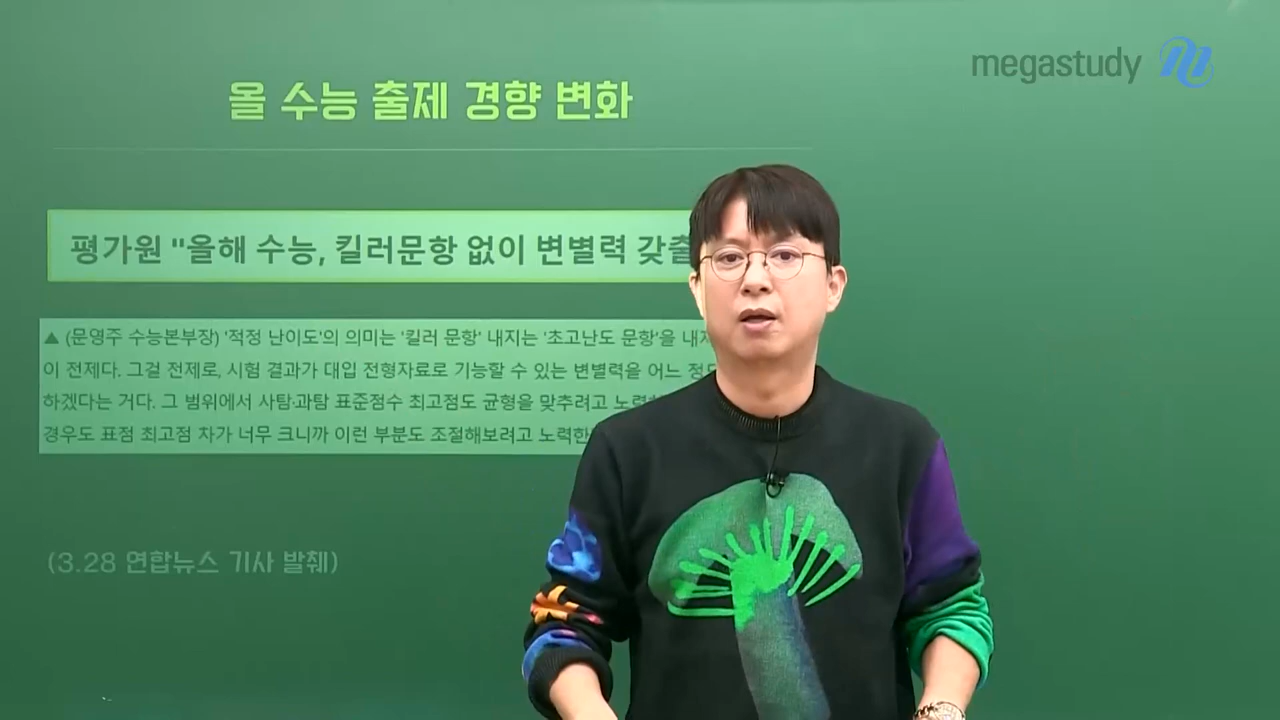 megastudy
올 수능 출제 경향 변화
평가원 "올해 수능, 킬러문항 없이 변별력 갖출
▲ (문영주 수능본부장) '적정 난이도'의 의미는 '킬러 문항' 내지는 '초고난도 문항'을 내지
이 전제다. 그걸 전제로, 시험 결과가 대입 전형자료로 기능할 수 있는 변별력을 어느 정도
하겠다는 거다. 그 범위에서 사탐·과탐 표준점수 최고점도 균형을 맞추려고
경우도 표점 최고점 차가 너무 크니까 이런 부분도 조절해보려고 노력한
(3.28 연합뉴스 기사 발췌)